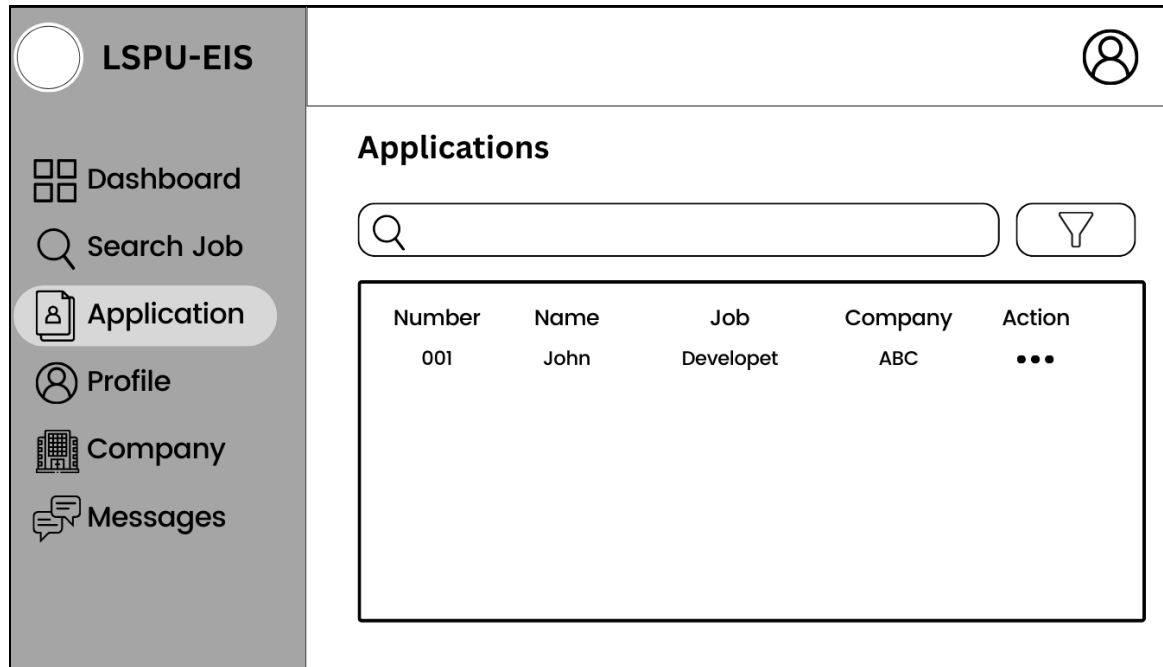 LSPU-EIS
Dashboard
Search Job
Application
Profile
Company
Messages
Applications
Number Name Job Company Action
001 John Developet ABC •••